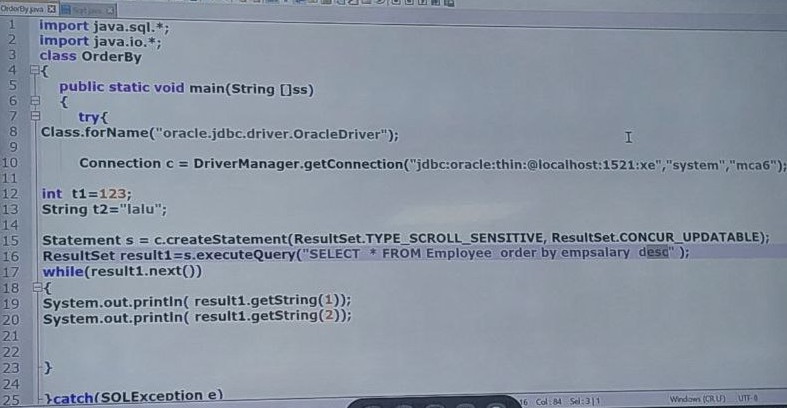 OrderBy.java
1 import java.sql.*;
2 import java.io.*;
3 class OrderBy
4 {
5 public static void main(String []ss)
6 {
7 try{
8 Class.forName("oracle.jdbc.driver.OracleDriver");
9
10 Connection c = DriverManager.getConnection("jdbc:oracle:thin:@localhost:1521:xe","system","mca6");
11
12 int t1=123;
13 String t2="lalu";
14
15 Statement s = c.createStatement(ResultSet.TYPE_SCROLL_SENSITIVE, ResultSet.CONCUR_UPDATABLE);
16 ResultSet result1=s.executeQuery("SELECT * FROM Employee order by empsalary desc" );
17 while(result1.next())
18 {
19 System.out.println( result1.getString(1));
20 System.out.println( result1.getString(2));
21
22
23 }
24
25 }catch(SQLException e)
16 Col : 84 Sel : 3 | 1 Windows (CR LF) UTF-8